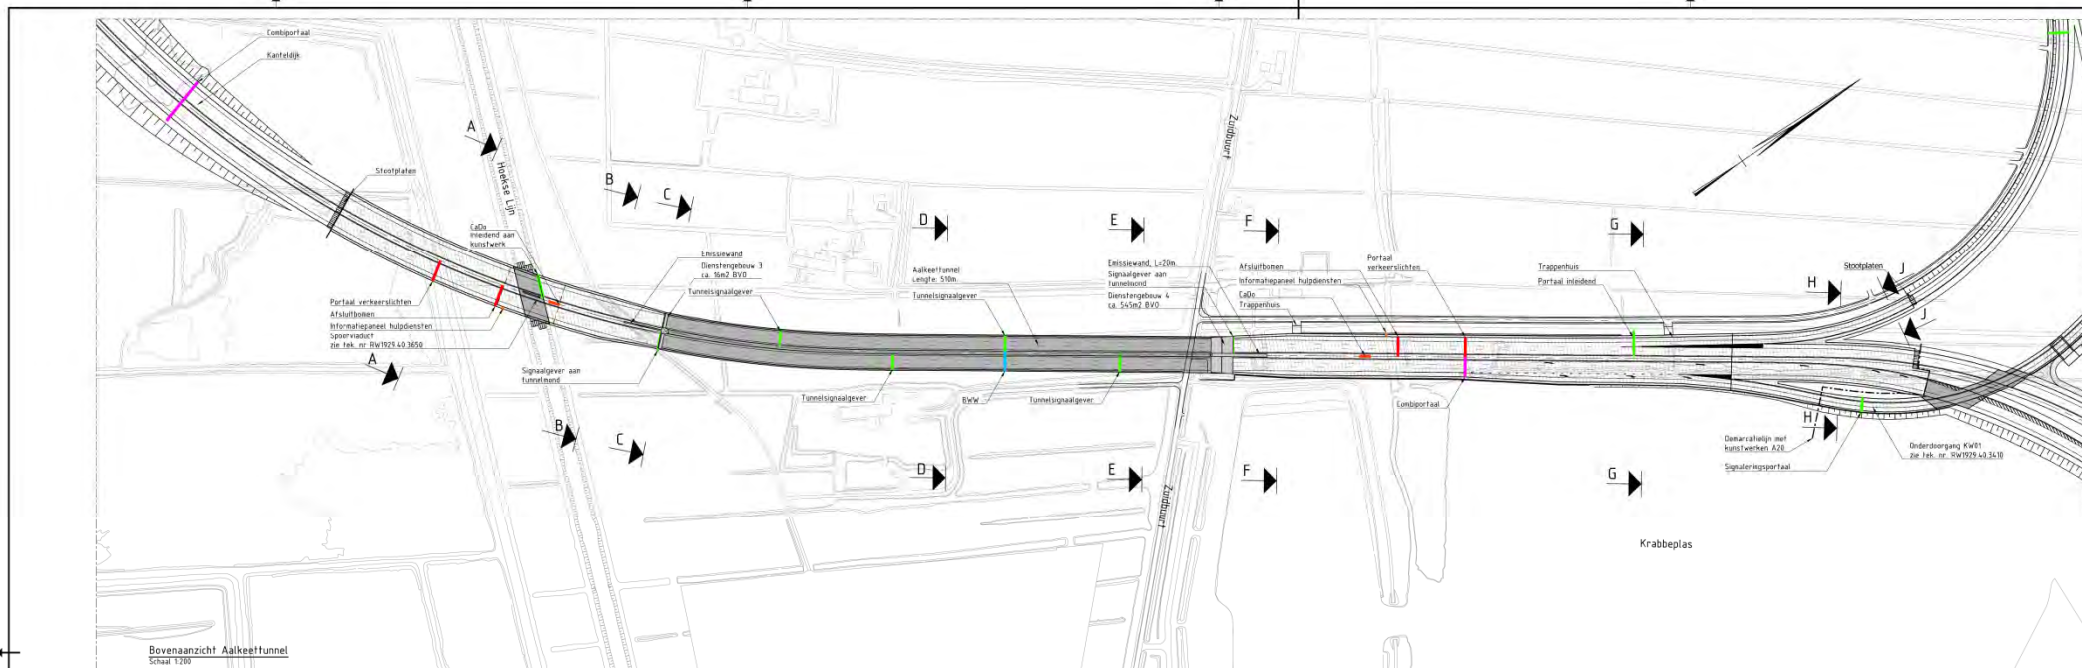 Combiportaal
Kanteldijk
Stootplaten
A
Hoekse Lijn
B
C
CaDo
Inleidend aan
kunstwerk
Emissiewand
Dienstengebouw 3
ca. 16m2 BVO
Tunnelsignaalgever
Portaal verkeerslichten
Afsluitbomen
Informatiepaneel hulpdiensten
Spoorviaduct
zie tek. nr RW1929.40.3650
A
Signaalgever aan
tunnelmond
B
C
D
Aalkeettunnel
Lengte: 510m.
Tunnelsignaalgever
Tunnelsignaalgever
BWW
Tunnelsignaalgever
D
E
Zuidbuurt
Emissiewand, L=20m.
Signaalgever aan
tunnelmond
Dienstengebouw 4
ca. 545m2 BVO
E
Zuidbuurt
F
Afsluitbomen
Informatiepaneel hulpdiensten
CaDo
Trappenhuis
Portaal
verkeerslichten
Combiportaal
F
G
Trappenhuis
Portaal inleidend
G
H
Stootplaten
J
J
H
Demarcatielijn met
kunstwerken A20
Signaleringsportaal
Onderdoorgang KW01
zie tek. nr. RW1929.40.3410
Krabbeplas
Bovenaanzicht Aalkeettunnel
Schaal 1:200